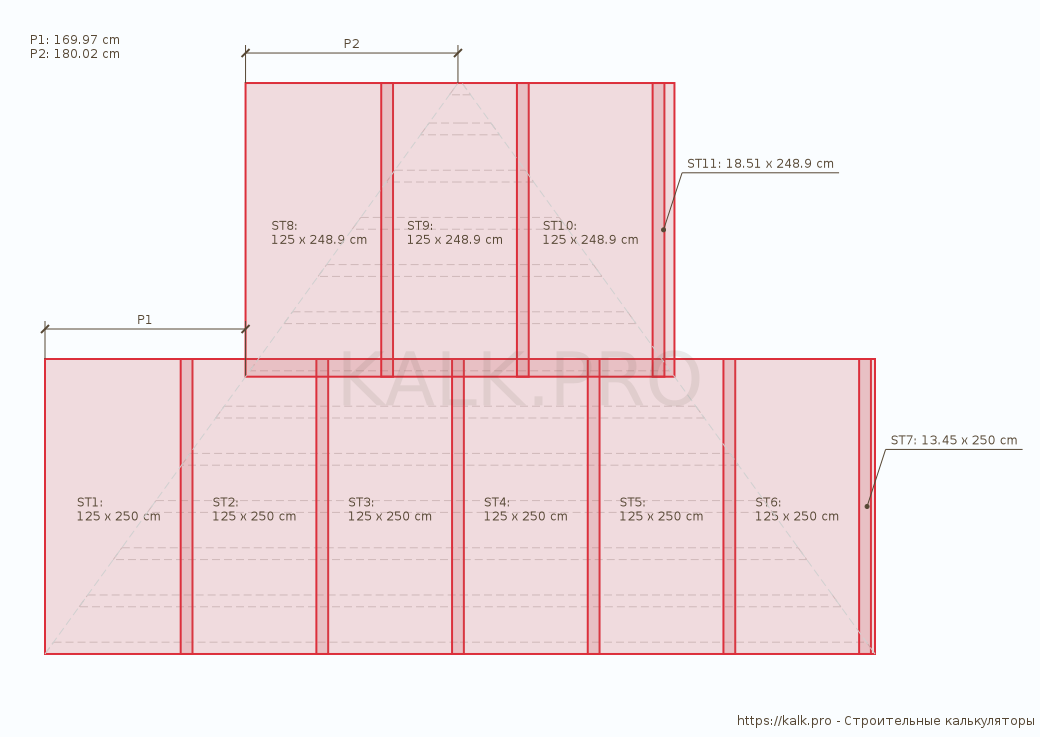 P1: 169.97 cm
P2: 180.02 cm
P2
ST11: 18.51 x 248.9 cm
ST8:
125 x 248.9 cm
ST9:
125 x 248.9 cm
ST10:
125 x 248.9 cm
P1
KALK.PRO
ST7: 13.45 x 250 cm
ST1:
125 x 250 cm
ST2:
125 x 250 cm
ST3:
125 x 250 cm
ST4:
125 x 250 cm
ST5:
125 x 250 cm
ST6:
125 x 250 cm
https://kalk.pro - Строительные калькуляторы